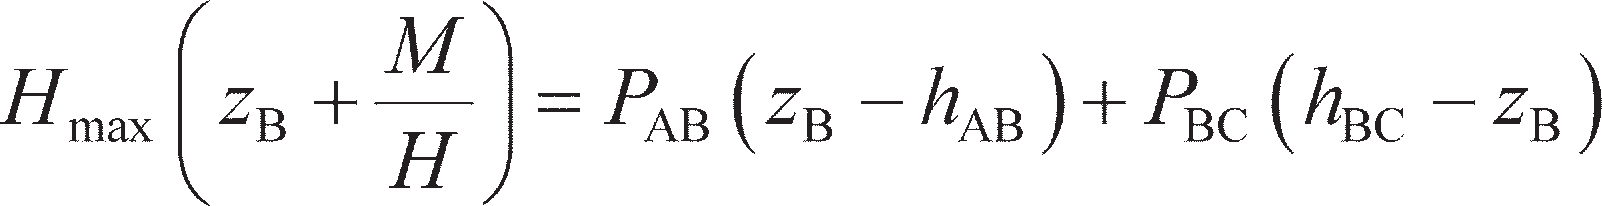 H_max ( z_B + M/H ) = P_AB ( z_B − h_AB ) + P_BC ( h_BC − z_B )